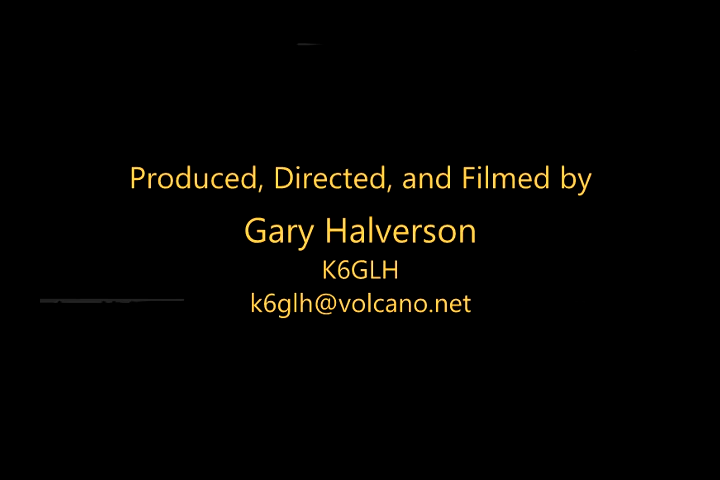 Produced, Directed, and Filmed by
Gary Halverson
K6GLH
k6glh@volcano.net